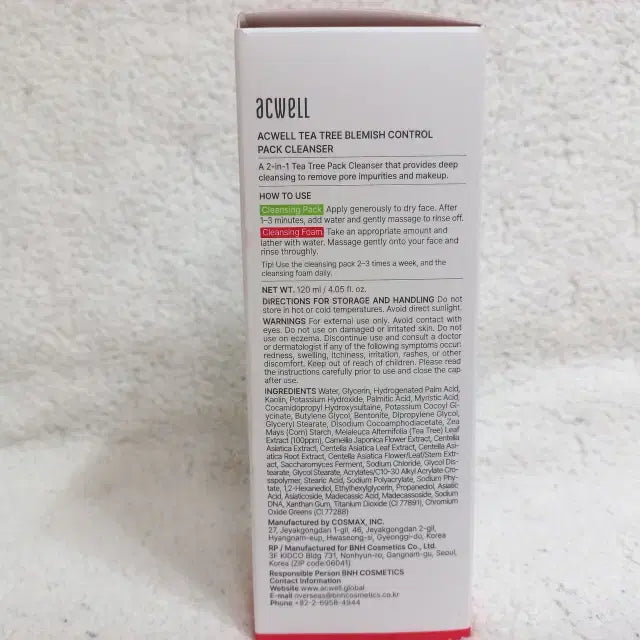 acwell
ACWELL TEA TREE BLEMISH CONTROL
PACK CLEANSER
A 2-in-1 Tea Tree Pack Cleanser that provides deep
cleansing to remove pore impurities and makeup.
HOW TO USE
Cleansing Pack Apply generously to dry face. After
1-3 minutes, add water and gently massage to rinse off.
Cleansing Foam Take an appropriate amount and
lather with water. Massage gently onto your face and
rinse throughly.
Tip! Use the cleansing pack 2-3 times a week, and the
cleansing foam daily.
NET WT. 120 ml / 4.05 fl. oz.
DIRECTIONS FOR STORAGE AND HANDLING Do not
store in hot or cold temperatures. Avoid direct sunlight.
WARNINGS For external use only. Avoid contact with
eyes. Do not use on damaged or irritated skin. Do not
use on eczema. Discontinue use and consult a doctor
or dermatologist if any of the following symptoms occur:
redness, swelling, itchiness, irritation, rashes, or other
discomfort. Keep out of reach of children. Please read
the instructions carefully prior to use and close the cap
after use.
INGREDIENTS Water, Glycerin, Hydrogenated Palm Acid,
Kaolin, Potassium Hydroxide, Palmitic Acid, Myristic Acid,
Cocamidopropyl Hydroxysultaine, Potassium Cocoyl Gl-
ycinate, Butylene Glycol, Bentonite, Dipropylene Glycol,
Glyceryl Stearate, Disodium Cocoamphodiacetate, Zea
Mays (Corn) Starch, Melaleuca Alternifolia (Tea Tree) Leaf
Extract (100ppm), Camellia Japonica Flower Extract, Centella
Asiatica Extract, Centella Asiatica Leaf Extract, Centella Asi-
atica Root Extract, Centella Asiatica Flower/Leaf/Stem Extr-
act, Saccharomyces Ferment, Sodium Chloride, Glycol Dis-
tearate, Glycol Stearate, Acrylates/C10-30 Alkyl Acrylate Cro-
sspolymer, Stearic Acid, Sodium Polyacrylate, Sodium Phy-
tate, 1,2-Hexanediol, Ethylhexylglycerin, Propanediol, Asiatic
Acid, Asiaticoside, Madecassic Acid, Madecassoside, Sodium
DNA, Xanthan Gum, Titanium Dioxide (CI 77891), Chromium
Oxide Greens (CI 77288)
Manufactured by COSMAX, INC.
27, Jeyakgongdan 1-gil, 46, Jeyakgongdan 2-gil,
Hyangnam-eup, Hwaseong-si, Gyeonggi-do, Korea
RP / Manufactured for BNH Cosmetics Co., Ltd.
3F KIDCO Bldg 731, Nonhyun-ro, Gangnam-gu, Seoul,
Korea (ZIP code:06041)
Responsible Person BNH COSMETICS
Contact Information
Website www.acwell.global
E-mail overseas@bnhcosmetics.co.kr
Phone +82-2-6958-4944